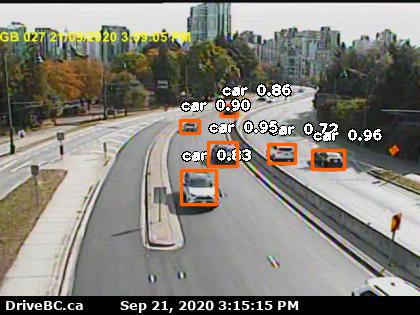 GB 027 21/09/2020 3:09:05 PM
car 0.86
car 0.90
car 0.95
car 0.72
car 0.96
car 0.83
DriveBC.ca Sep 21, 2020 3:15:15 PM